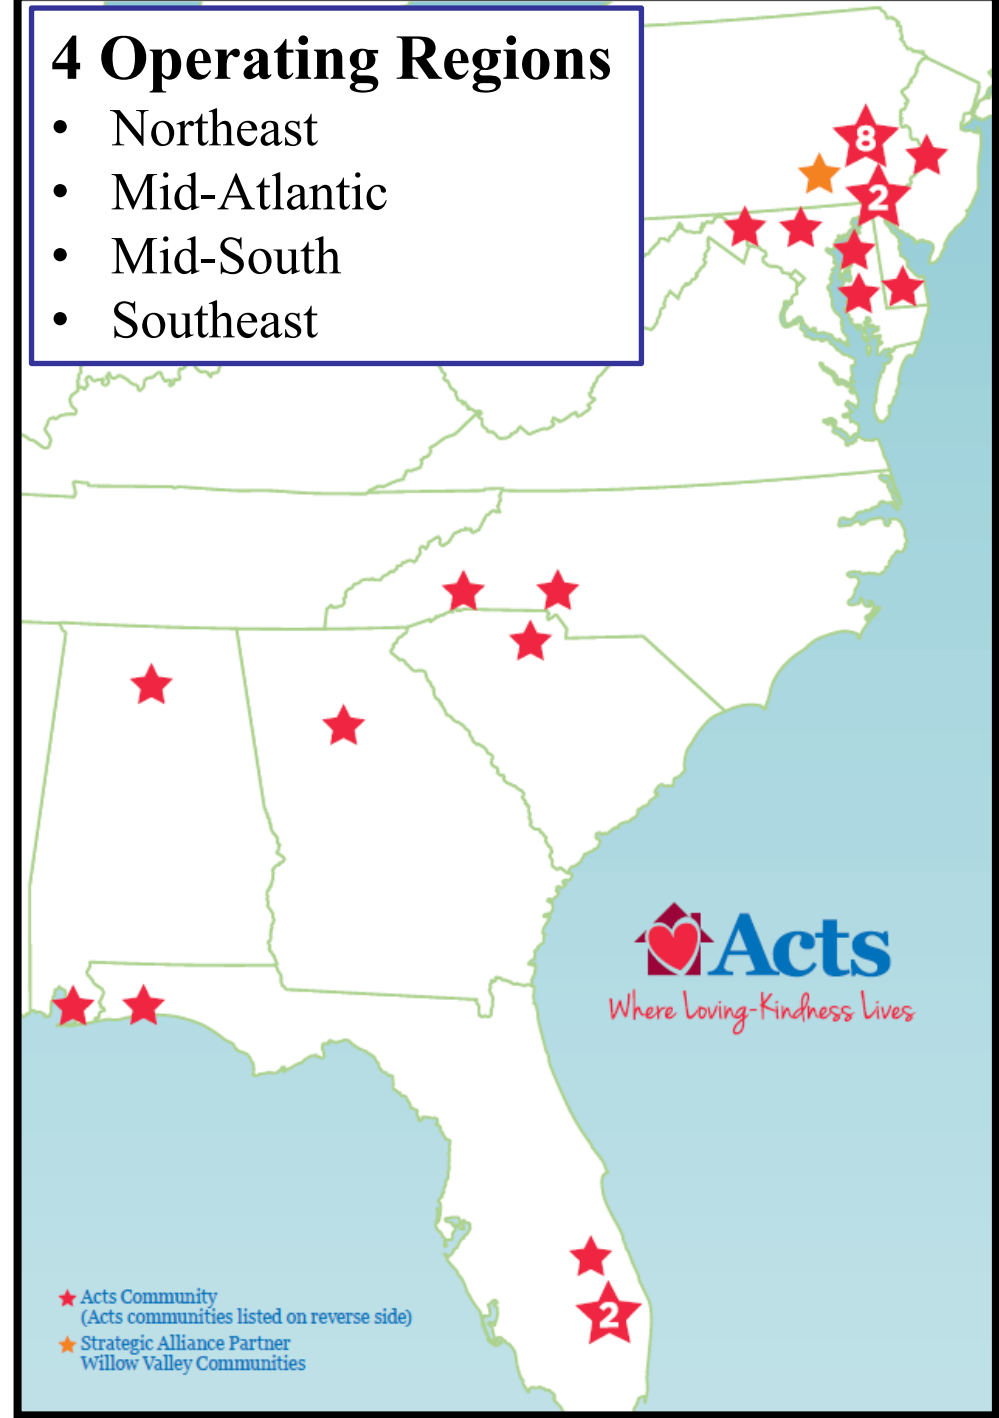 4 Operating Regions
• Northeast
• Mid-Atlantic
• Mid-South
• Southeast
8
2
Acts
Where Loving-Kindness Lives
2
Acts Community
(Acts communities listed on reverse side)
Strategic Alliance Partner
Willow Valley Communities